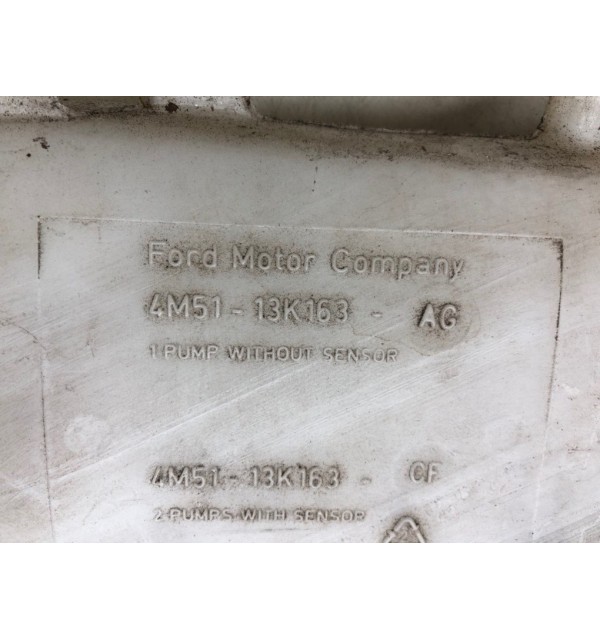 Ford Motor Company
4M51 - 13K163 - AG
1 PUMP WITHOUT SENSOR
4M51 - 13K163 - CF
2 PUMPS WITH SENSOR